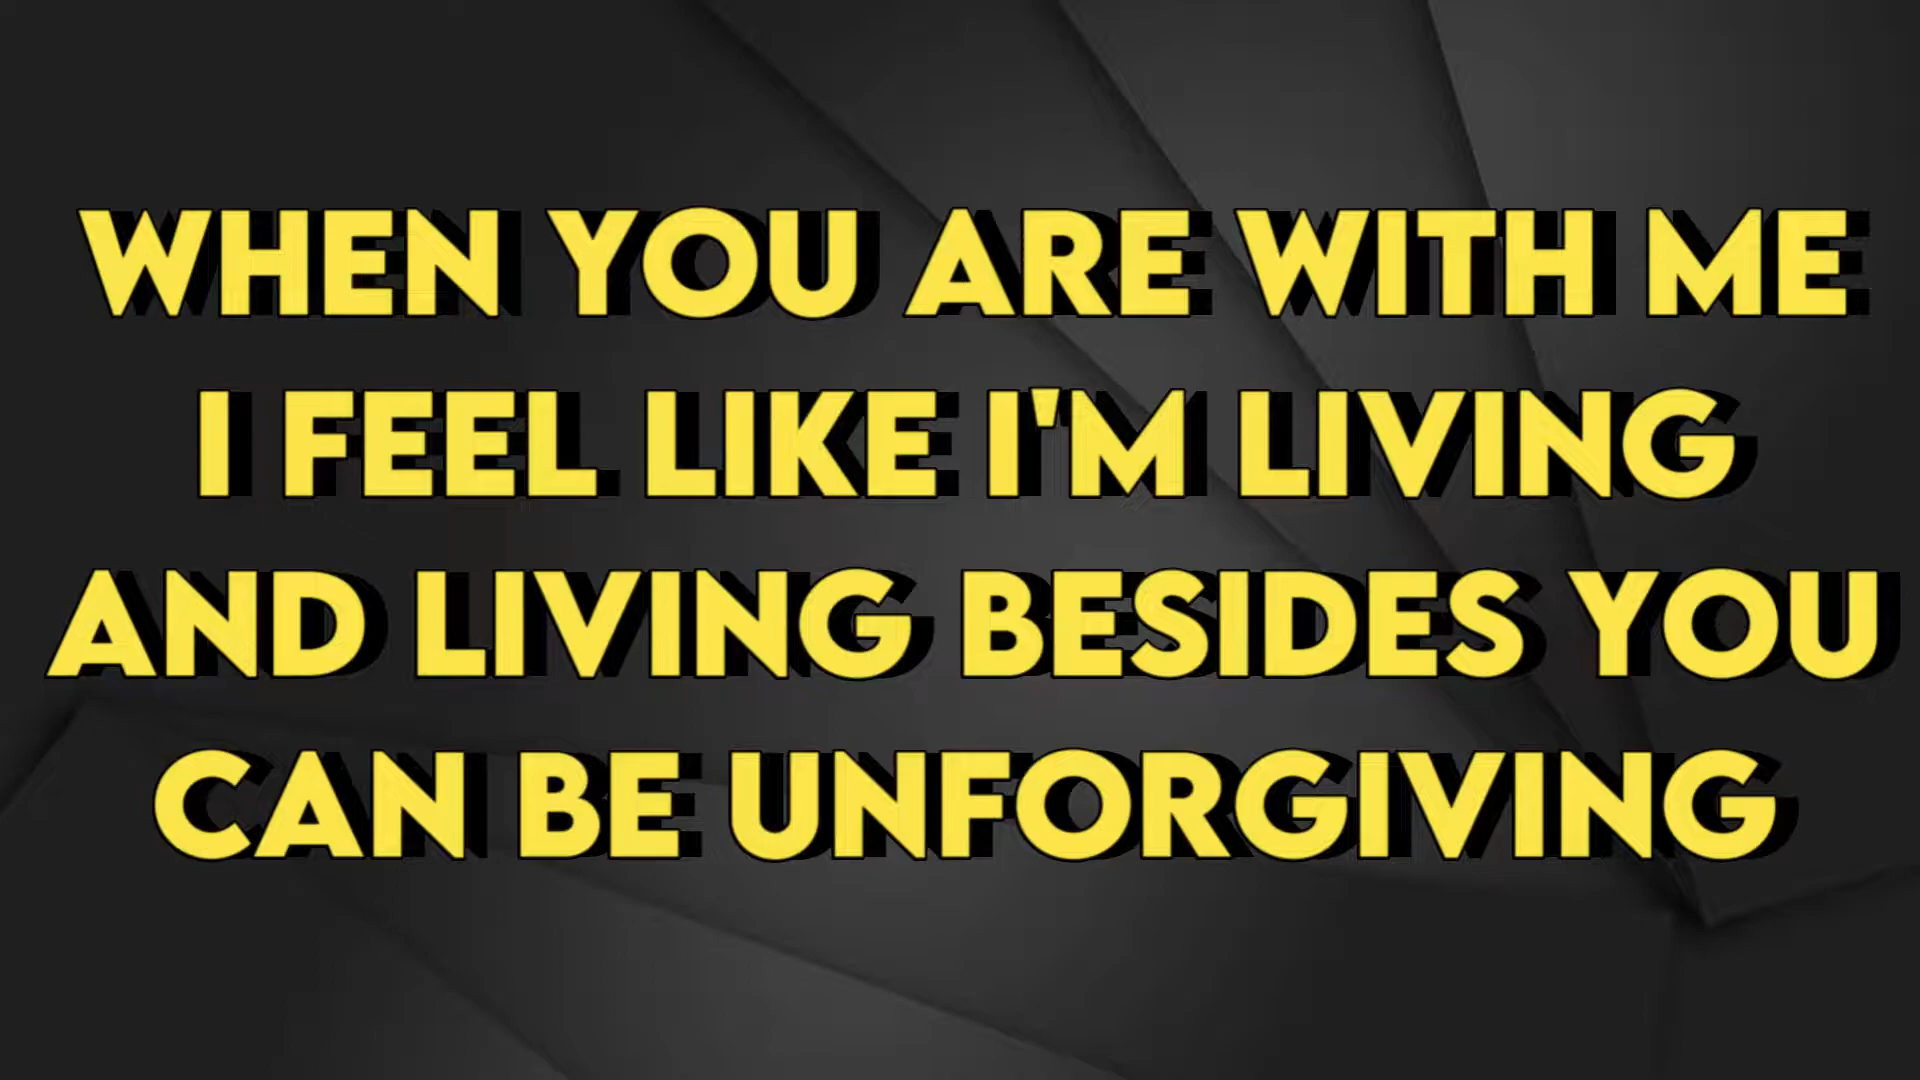 WHEN YOU ARE WITH ME
I FEEL LIKE I'M LIVING
AND LIVING BESIDES YOU
CAN BE UNFORGIVING